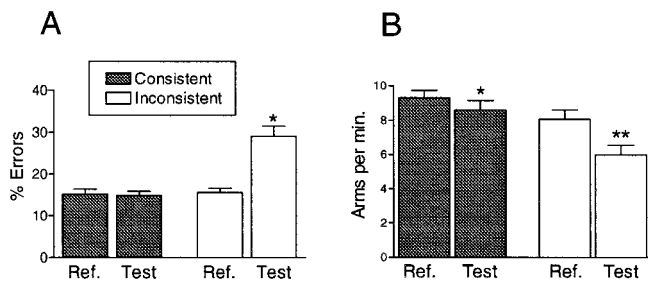 A
Consistent
Inconsistent
% Errors
40
30
20
10
0
*
Ref. Test Ref. Test
B
Arms per min.
10
8
6
4
2
0
*
**
Ref. Test Ref. Test